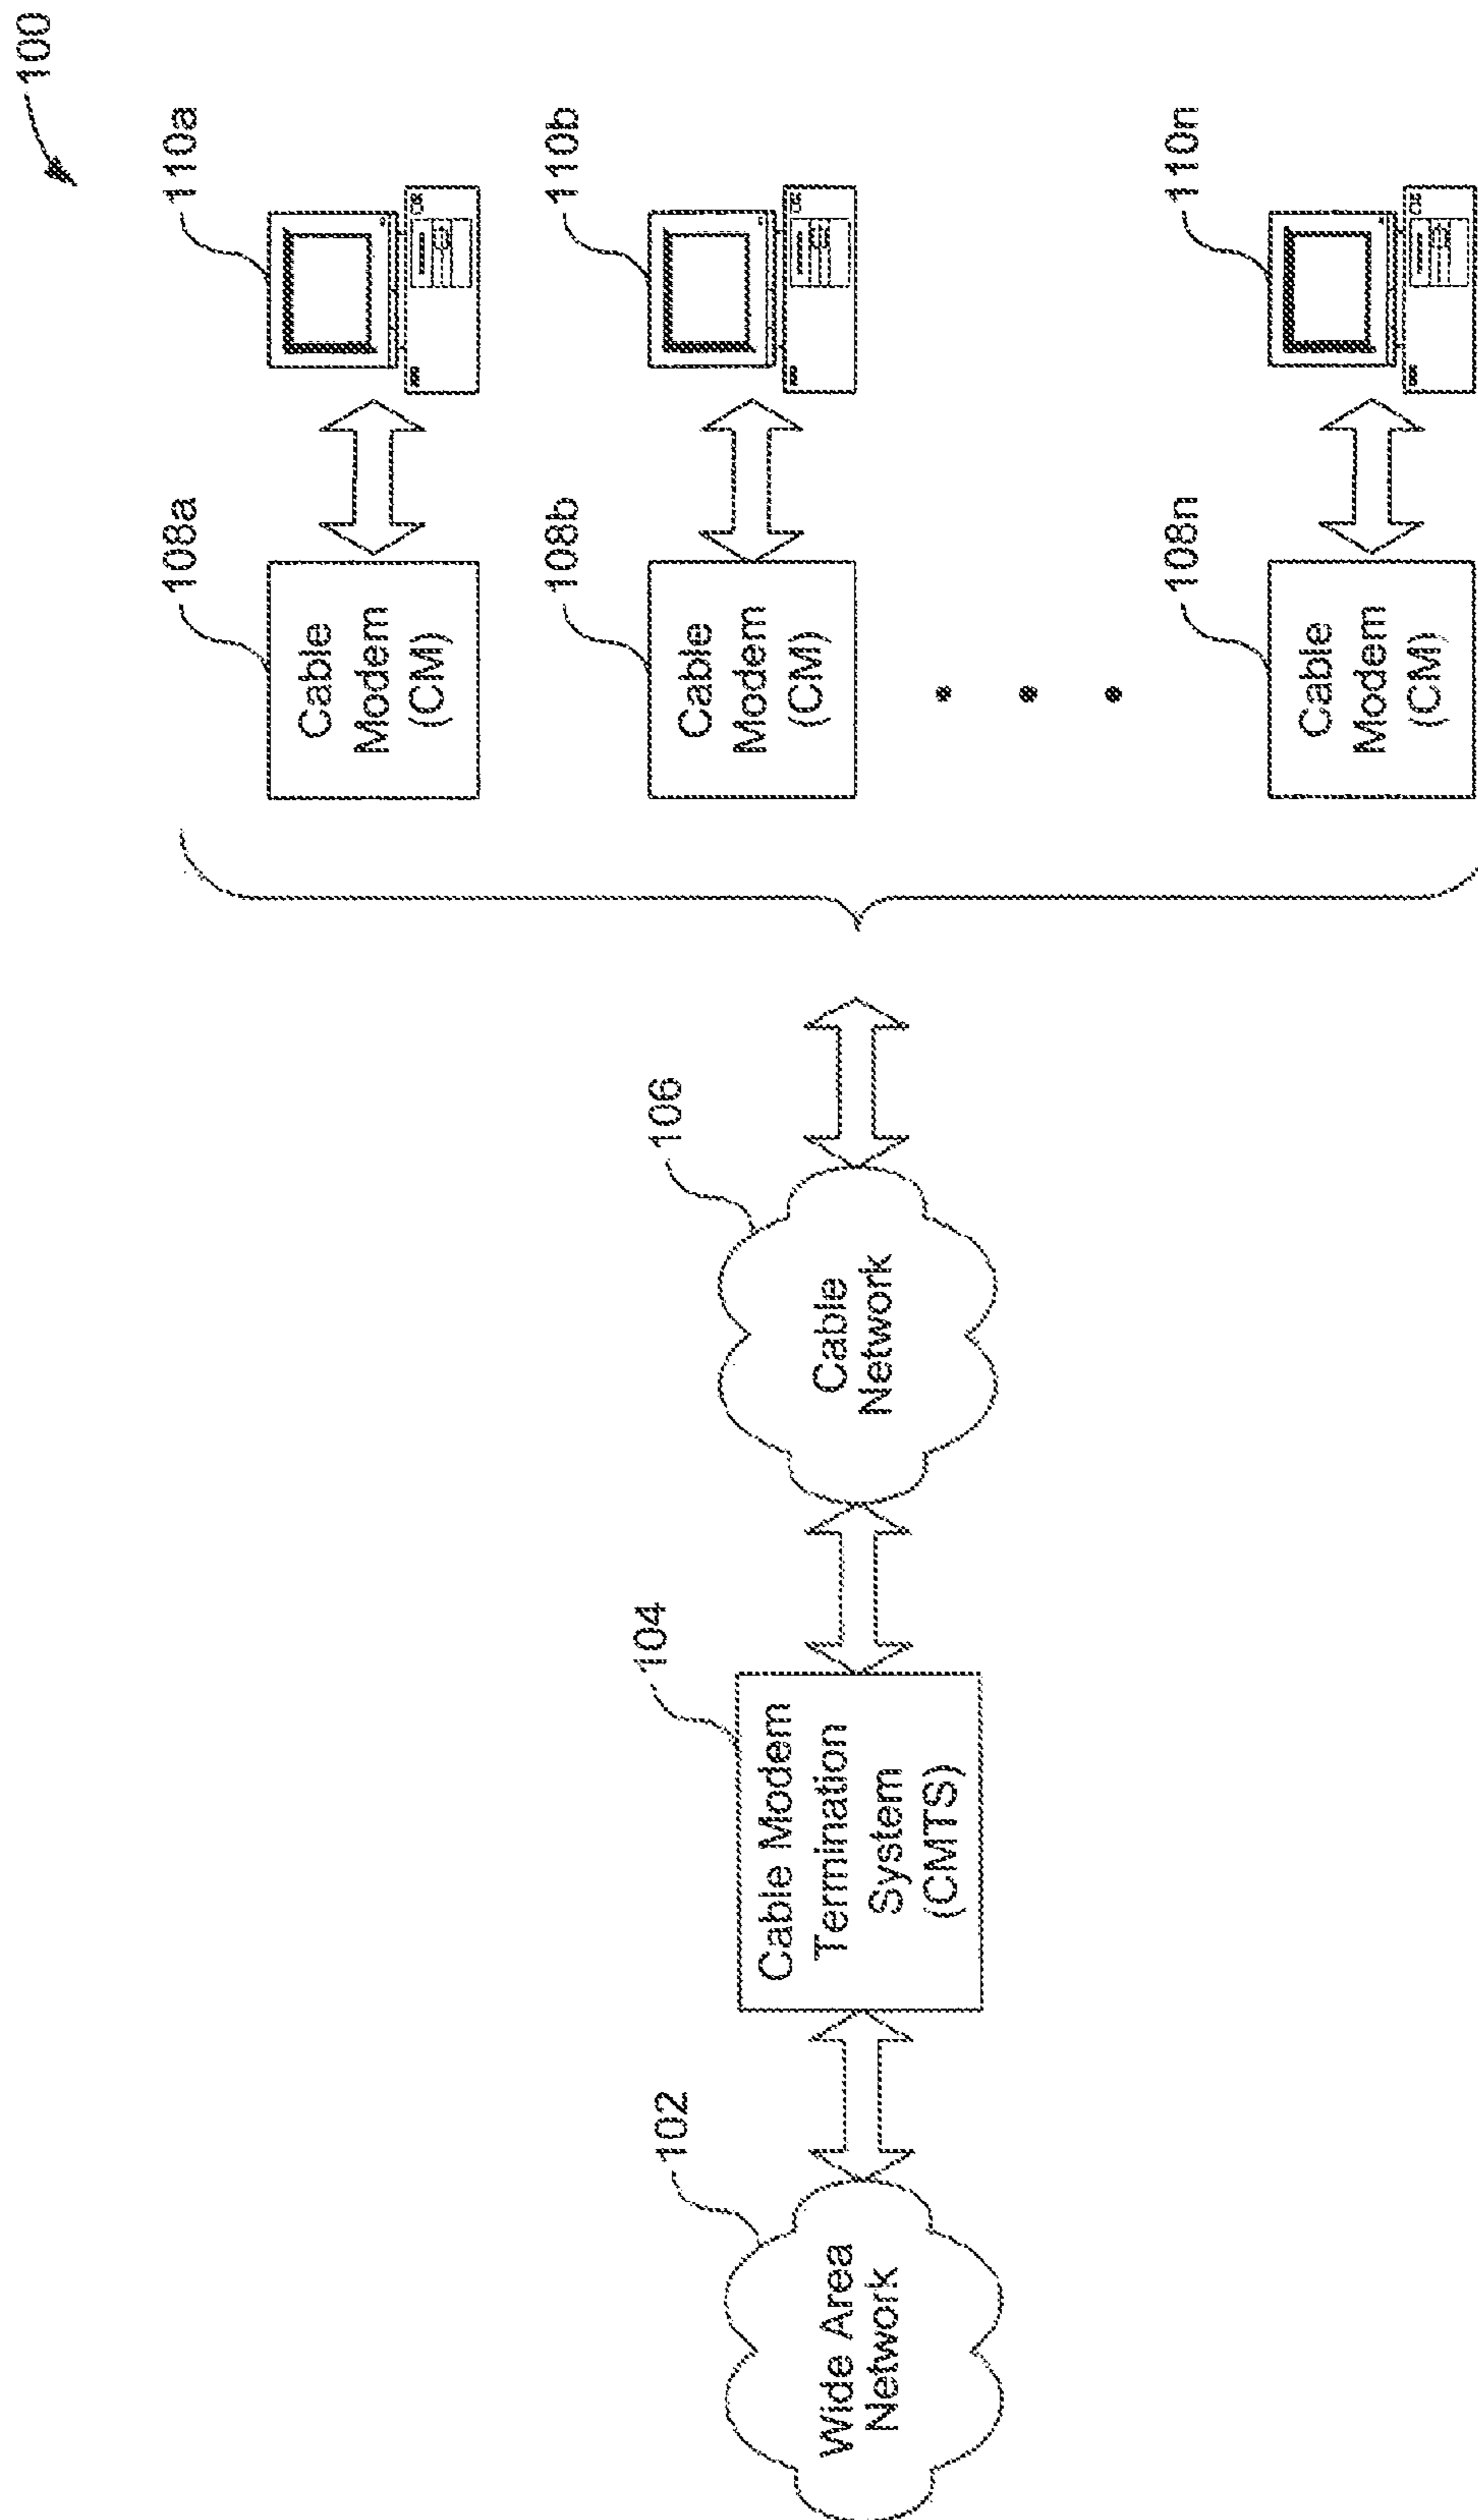 100
110a
108a
Cable
Modem
(CM)
110b
108b
Cable
Modem
(CM)
110n
108n
Cable
Modem
(CM)
106
Cable
Network
104
Cable Modem
Termination
System
(CMTS)
102
Wide Area
Network